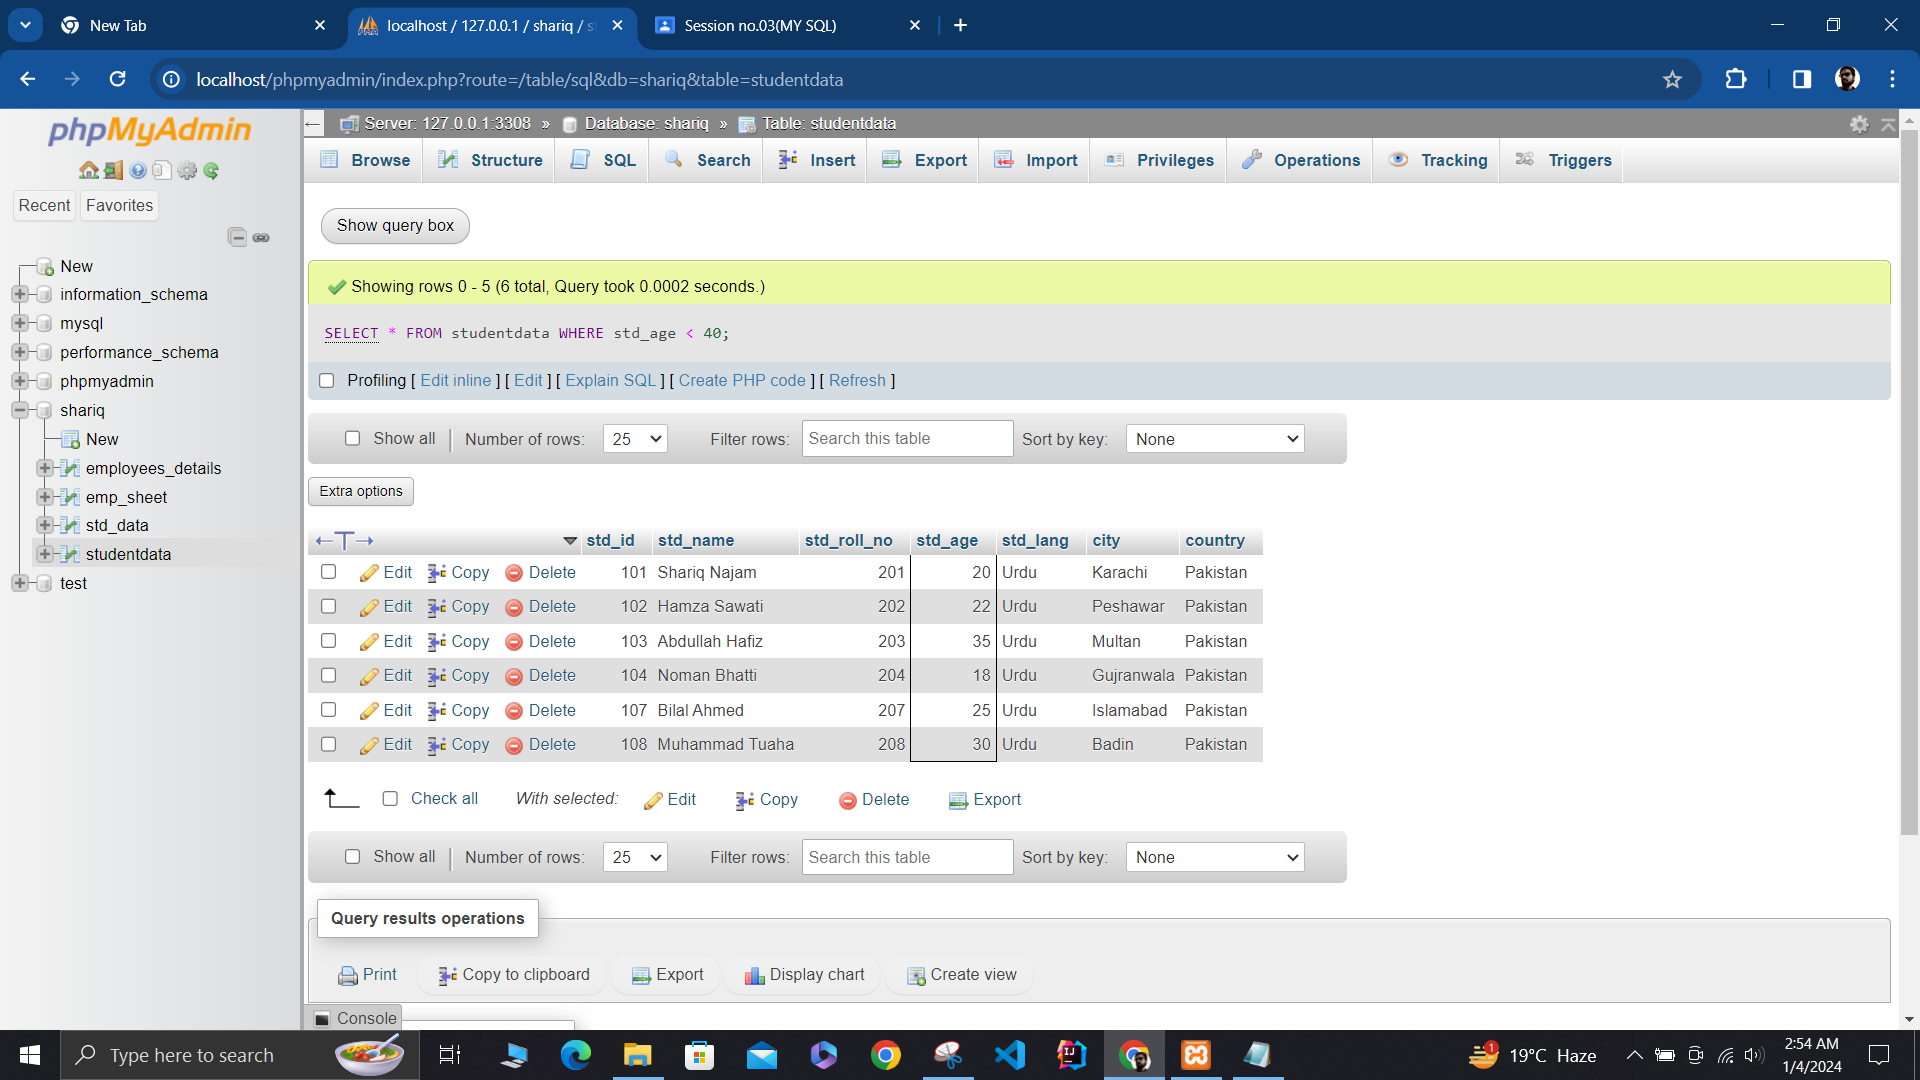 New Tab
localhost / 127.0.0.1 / shariq / s
Session no.03(MY SQL)
localhost/phpmyadmin/index.php?route=/table/sql&db=shariq&table=studentdata
phpMyAdmin
Recent Favorites
New
information_schema
mysql
performance_schema
phpmyadmin
shariq
New
employees_details
emp_sheet
std_data
studentdata
test
Server: 127.0.0.1:3308 » Database: shariq » Table: studentdata
Browse Structure SQL Search Insert Export Import Privileges Operations Tracking Triggers
Show query box
Showing rows 0 - 5 (6 total, Query took 0.0002 seconds.)
SELECT * FROM studentdata WHERE std_age < 40;
Profiling [ Edit inline ] [ Edit ] [ Explain SQL ] [ Create PHP code ] [ Refresh ]
Show all Number of rows: 25 Filter rows: Search this table Sort by key: None
Extra options
std_id std_name std_roll_no std_age std_lang city country
Edit Copy Delete 101 Shariq Najam 201 20 Urdu Karachi Pakistan
Edit Copy Delete 102 Hamza Sawati 202 22 Urdu Peshawar Pakistan
Edit Copy Delete 103 Abdullah Hafiz 203 35 Urdu Multan Pakistan
Edit Copy Delete 104 Noman Bhatti 204 18 Urdu Gujranwala Pakistan
Edit Copy Delete 107 Bilal Ahmed 207 25 Urdu Islamabad Pakistan
Edit Copy Delete 108 Muhammad Tuaha 208 30 Urdu Badin Pakistan
Check all With selected: Edit Copy Delete Export
Show all Number of rows: 25 Filter rows: Search this table Sort by key: None
Query results operations
Print Copy to clipboard Export Display chart Create view
Console
Type here to search
1
19°C Haze
2:54 AM
1/4/2024